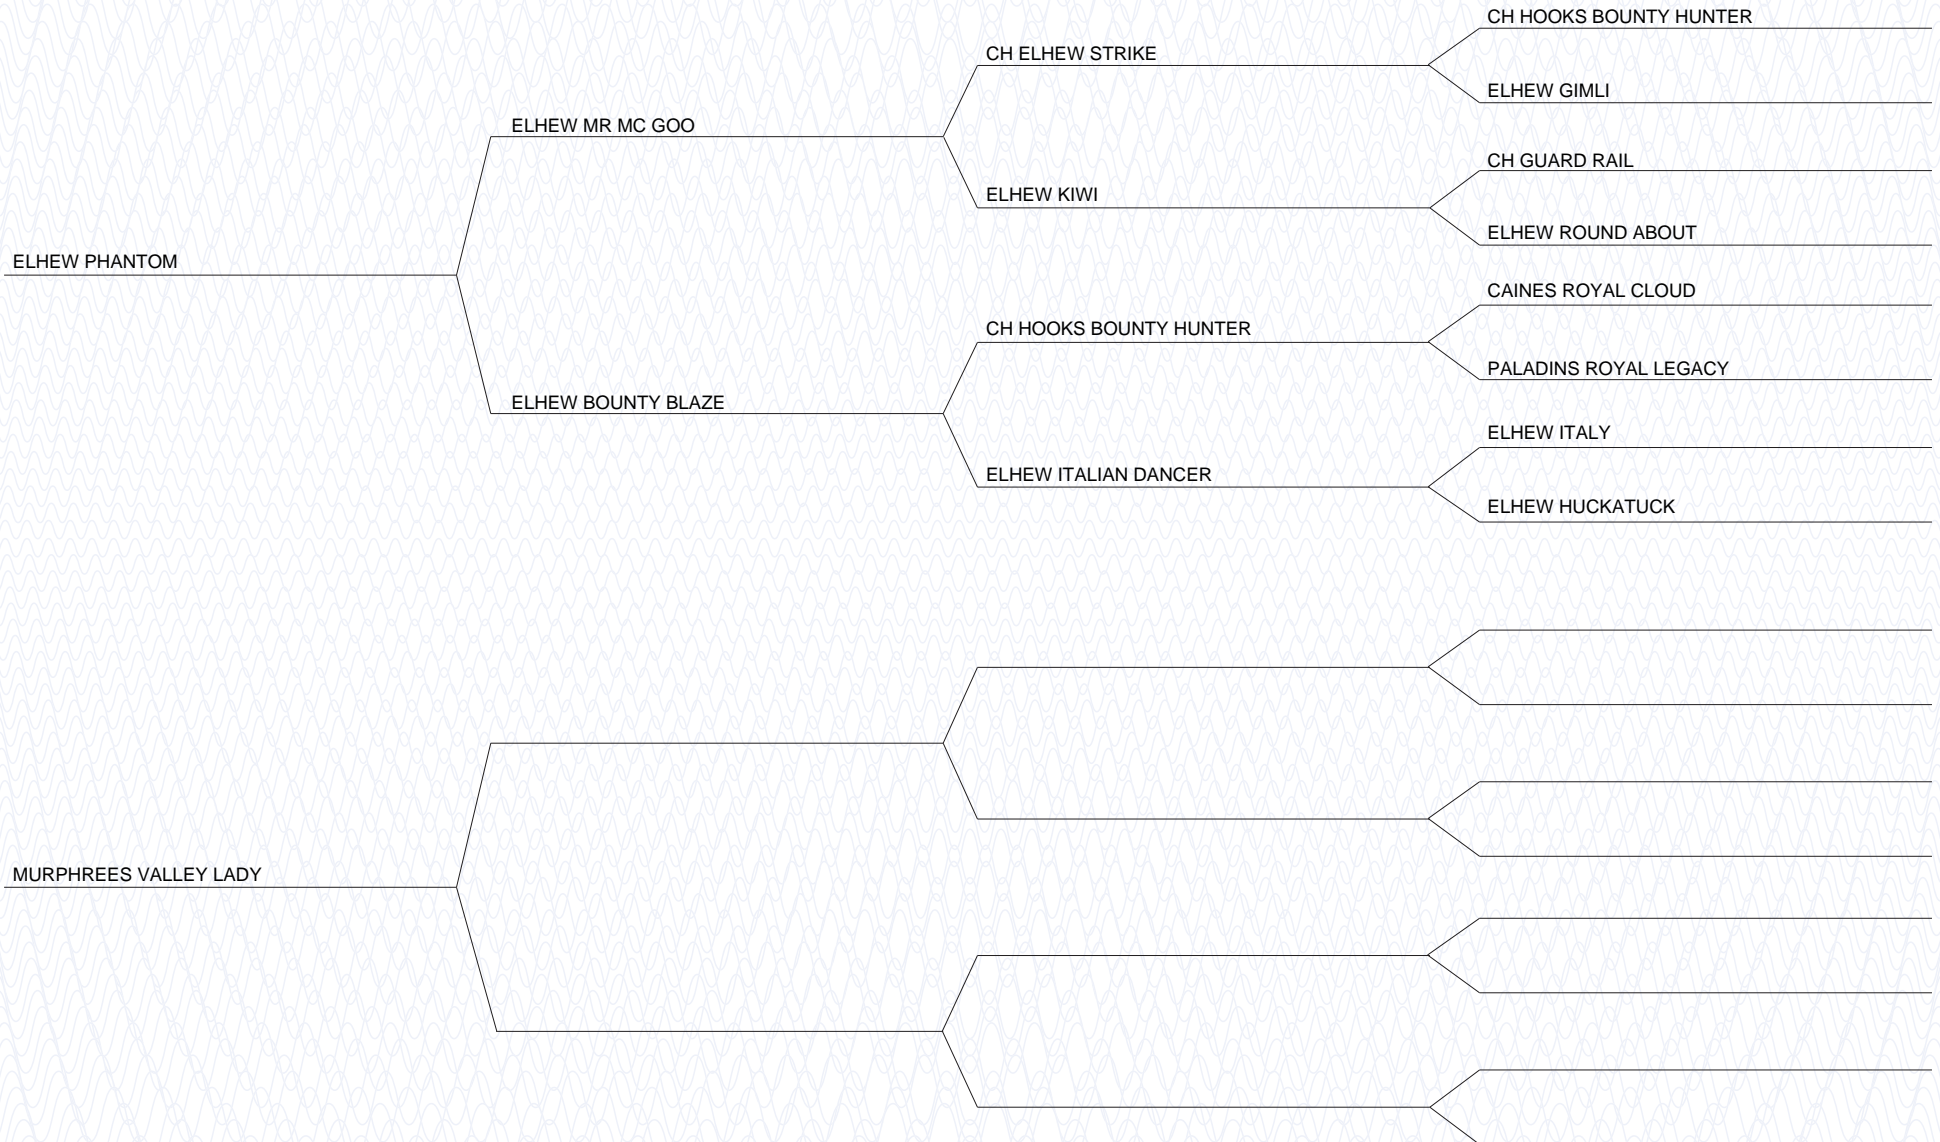 CH HOOKS BOUNTY HUNTER
CH ELHEW STRIKE
ELHEW GIMLI
ELHEW MR MC GOO
CH GUARD RAIL
ELHEW KIWI
ELHEW ROUND ABOUT
ELHEW PHANTOM
CAINES ROYAL CLOUD
CH HOOKS BOUNTY HUNTER
PALADINS ROYAL LEGACY
ELHEW BOUNTY BLAZE
ELHEW ITALY
ELHEW ITALIAN DANCER
ELHEW HUCKATUCK
MURPHREES VALLEY LADY